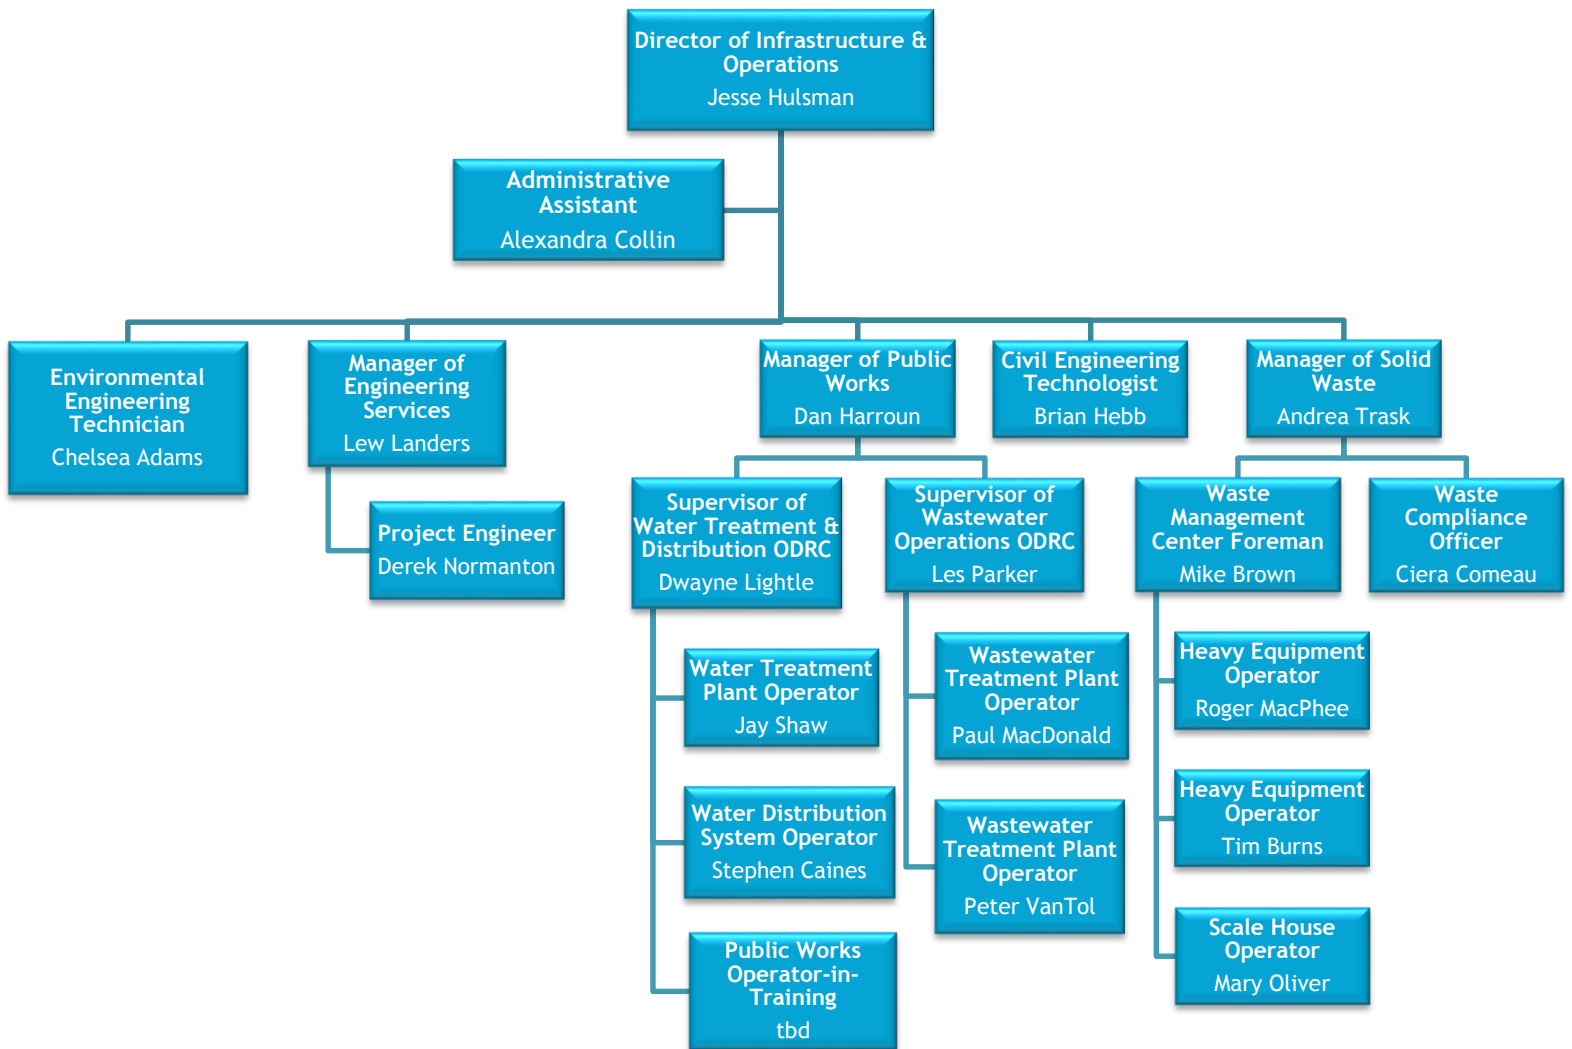 Director of Infrastructure &
Operations
Jesse Hulsman
Administrative
Assistant
Alexandra Collin
Environmental
Engineering
Technician
Chelsea Adams
Manager of
Engineering
Services
Lew Landers
Project Engineer
Derek Normanton
Manager of Public
Works
Dan Harroun
Supervisor of
Water Treatment &
Distribution ODRC
Dwayne Lightle
Water Treatment
Plant Operator
Jay Shaw
Water Distribution
System Operator
Stephen Caines
Public Works
Operator-in-
Training
tbd
Supervisor of
Wastewater
Operations ODRC
Les Parker
Wastewater
Treatment Plant
Operator
Paul MacDonald
Wastewater
Treatment Plant
Operator
Peter VanTol
Civil Engineering
Technologist
Brian Hebb
Manager of Solid
Waste
Andrea Trask
Waste
Management
Center Foreman
Mike Brown
Heavy Equipment
Operator
Roger MacPhee
Heavy Equipment
Operator
Tim Burns
Scale House
Operator
Mary Oliver
Waste
Compliance
Officer
Ciera Comeau